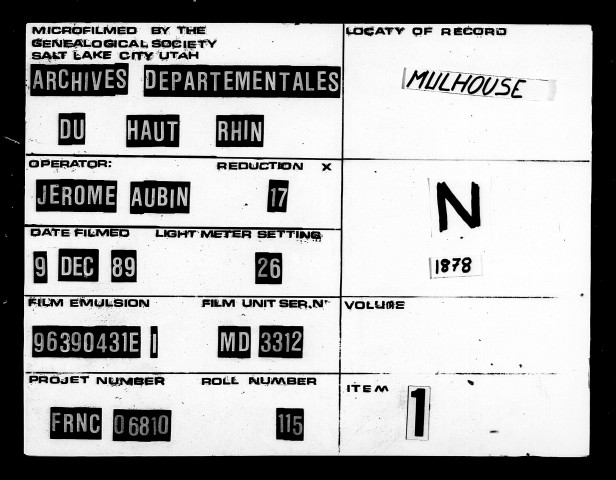 MICROFILMED BY THE
GENEALOGICAL SOCIETY
SALT LAKE CITY UTAH
ARCHIVES DEPARTEMENTALES
DU HAUT RHIN
LOCATY OF RECORD
MULHOUSE
OPERATOR: REDUCTION X
JEROME AUBIN 17
N
1878
DATE FILMED LIGHT METER SETTING
9 DEC 89 26
FILM EMULSION FILM UNIT SER.N°
96390431E 1 MD 3312
VOLUME
PROJET NUMBER ROLL NUMBER
FRNC 06810 115
ITEM 1